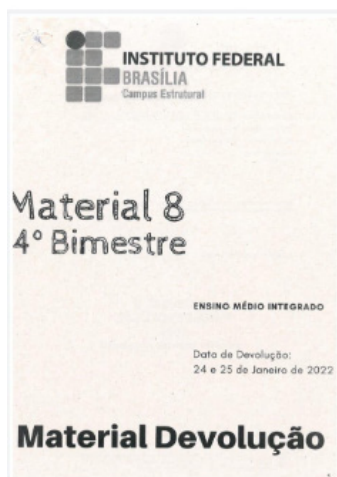 INSTITUTO FEDERAL
BRASÍLIA
Campus Estrutural
Material 8
4º Bimestre
ENSINO MÉDIO INTEGRADO
Data de Devolução:
24 e 25 de Janeiro de 2022
Material Devolução